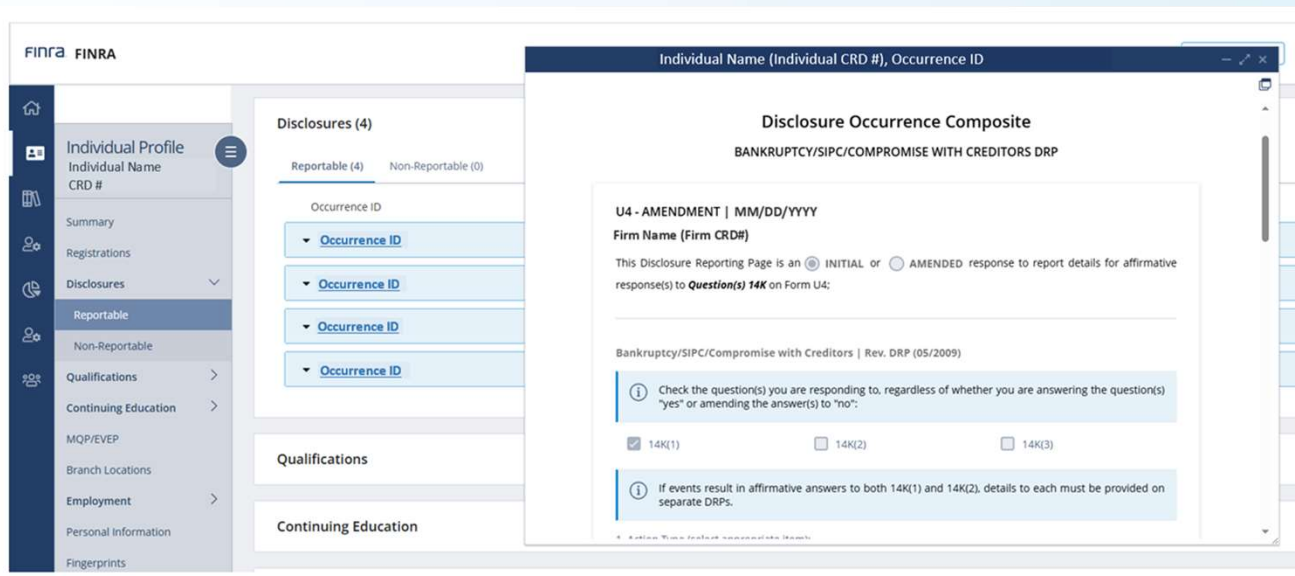 FINRA FINRA
Individual Profile
Individual Name
CRD #
Summary
Registrations
Disclosures
Reportable
Non-Reportable
Qualifications
Continuing Education
MQP/EVEP
Branch Locations
Employment
Personal Information
Fingerprints
Disclosures (4)
Reportable (4) Non-Reportable (0)
Occurrence ID
Occurrence ID
Occurrence ID
Occurrence ID
Occurrence ID
Qualifications
Continuing Education
Individual Name (Individual CRD #), Occurrence ID
Disclosure Occurrence Composite
BANKRUPTCY/SIPC/COMPROMISE WITH CREDITORS DRP
U4 - AMENDMENT | MM/DD/YYYY
Firm Name (Firm CRD#)
This Disclosure Reporting Page is an INITIAL or AMENDED response to report details for affirmative
response(s) to Question(s) 14K on Form U4;
Bankruptcy/SIPC/Compromise with Creditors | Rev. DRP (05/2009)
Check the question(s) you are responding to, regardless of whether you are answering the question(s)
"yes" or amending the answer(s) to "no":
14K(1) 14K(2) 14K(3)
If events result in affirmative answers to both 14K(1) and 14K(2), details to each must be provided on
separate DRPs.